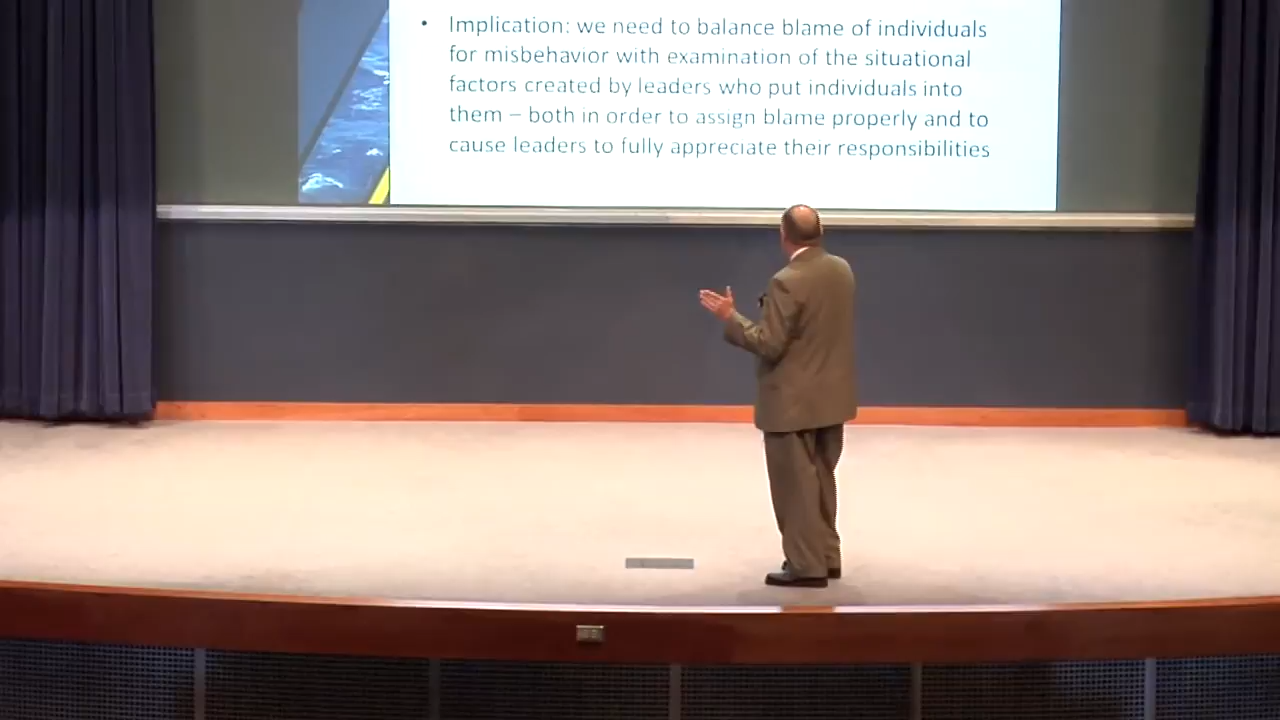 • Implication: we need to balance blame of individuals
for misbehavior with examination of the situational
factors created by leaders who put individuals into
them – both in order to assign blame properly and to
cause leaders to fully appreciate their responsibilities